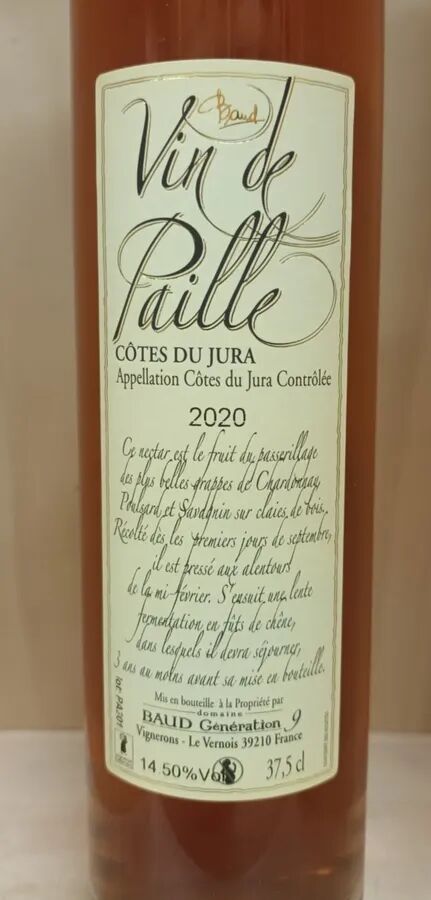 Baud
Vin de
Paille
CÔTES DU JURA
Appellation Côtes du Jura Contrôlée
2020
Ce nectar est le fruit du passerillage
des plus belles grappes de Chardonnay,
Poulsard et Savagnin sur claies de bois.
Récolté dès les premiers jours de septembre,
il est pressé aux alentours
de la mi-février. S'ensuit une lente
fermentation en fûts de chêne,
dans lesquels il devra séjourner,
3 ans au moins avant sa mise en bouteille.
Mis en bouteille à la Propriété par
domaine
BAUD Génération 9
Vignerons - Le Vernois 39210 France
14.50%Vol
37,5 cl